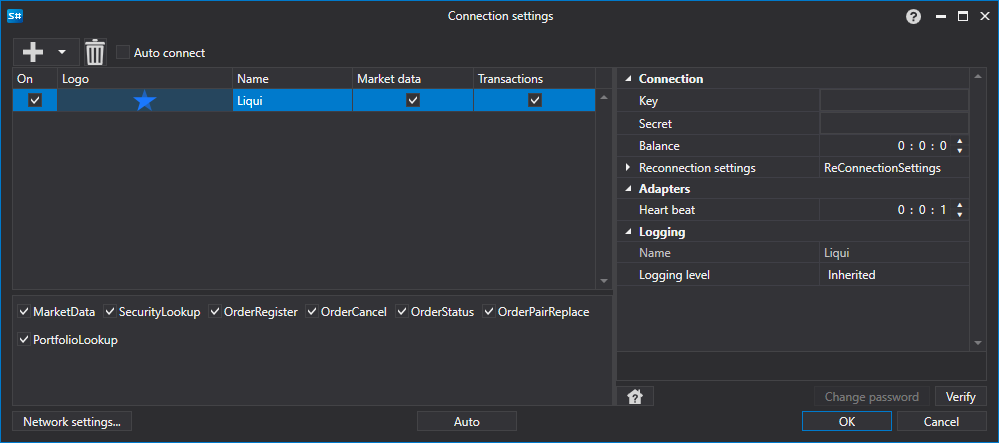 S# Connection settings ?
Auto connect
On Logo Name Market data Transactions
Liqui
MarketData SecurityLookup OrderRegister OrderCancel OrderStatus OrderPairReplace
PortfolioLookup
Connection
Key
Secret
Balance 0 : 0 : 0
Reconnection settings ReConnectionSettings
Adapters
Heart beat 0 : 0 : 1
Logging
Name Liqui
Logging level Inherited
?
Change password Verify
Network settings... Auto OK Cancel